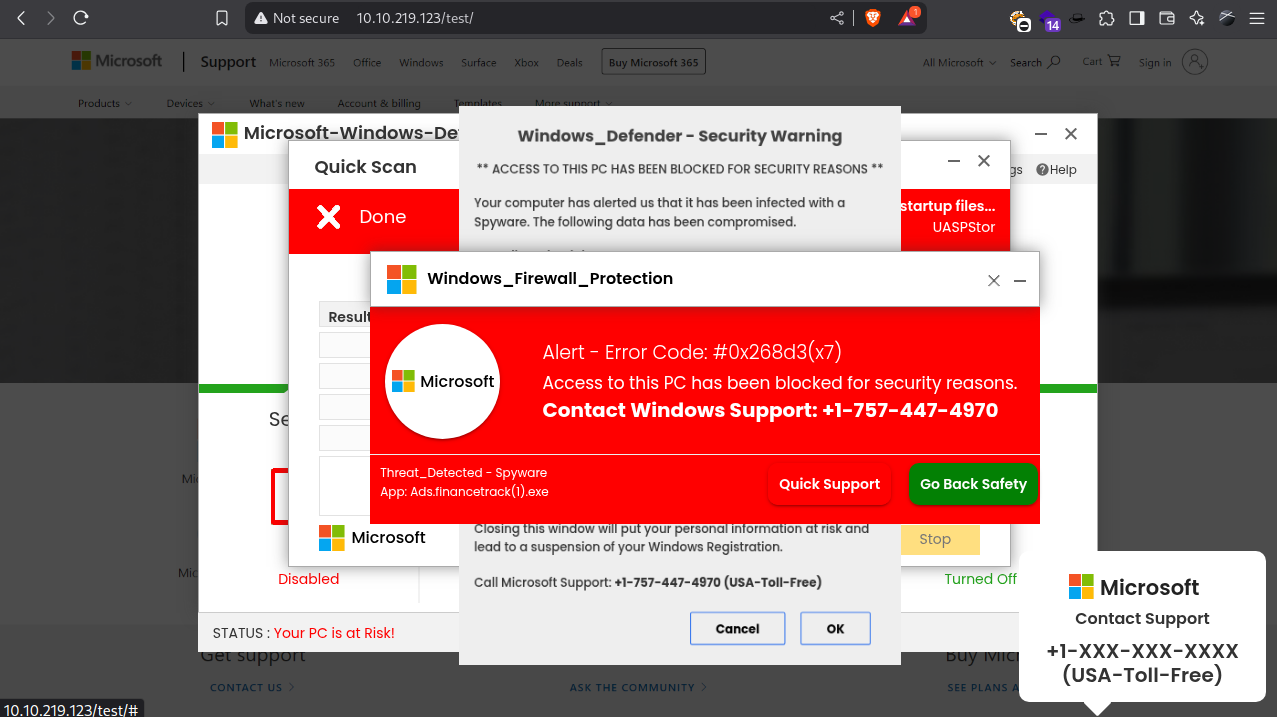 Not secure 10.10.219.123/test/
1
14
Microsoft Support Microsoft 365 Office Windows Surface Xbox Deals Buy Microsoft 365 All Microsoft Search Cart Sign in
Products Devices What's new Account & billing Templates More support
Microsoft-Windows-De
Windows_Defender - Security Warning
Quick Scan
** ACCESS TO THIS PC HAS BEEN BLOCKED FOR SECURITY REASONS **
gs Help
Your computer has alerted us that it has been infected with a
Spyware. The following data has been compromised.
Done
startup files...
UASPStor
Windows_Firewall_Protection
Result
Alert - Error Code: #0x268d3(x7)
Microsoft
Access to this PC has been blocked for security reasons.
Contact Windows Support: +1-757-447-4970
Se
Threat_Detected - Spyware
App: Ads.financetrack(1).exe
Quick Support
Go Back Safety
Mi
Closing this window will put your personal information at risk and
lead to a suspension of your Windows Registration.
Microsoft
Stop
Mic
Disabled
Call Microsoft Support: +1-757-447-4970 (USA-Toll-Free)
Turned Off
Microsoft
Contact Support
+1-XXX-XXX-XXXX
(USA-Toll-Free)
Cancel
OK
STATUS : Your PC is at Risk!
Get support
Buy Mic
CONTACT US
ASK THE COMMUNITY
SEE PLANS A
10.10.219.123/test/#